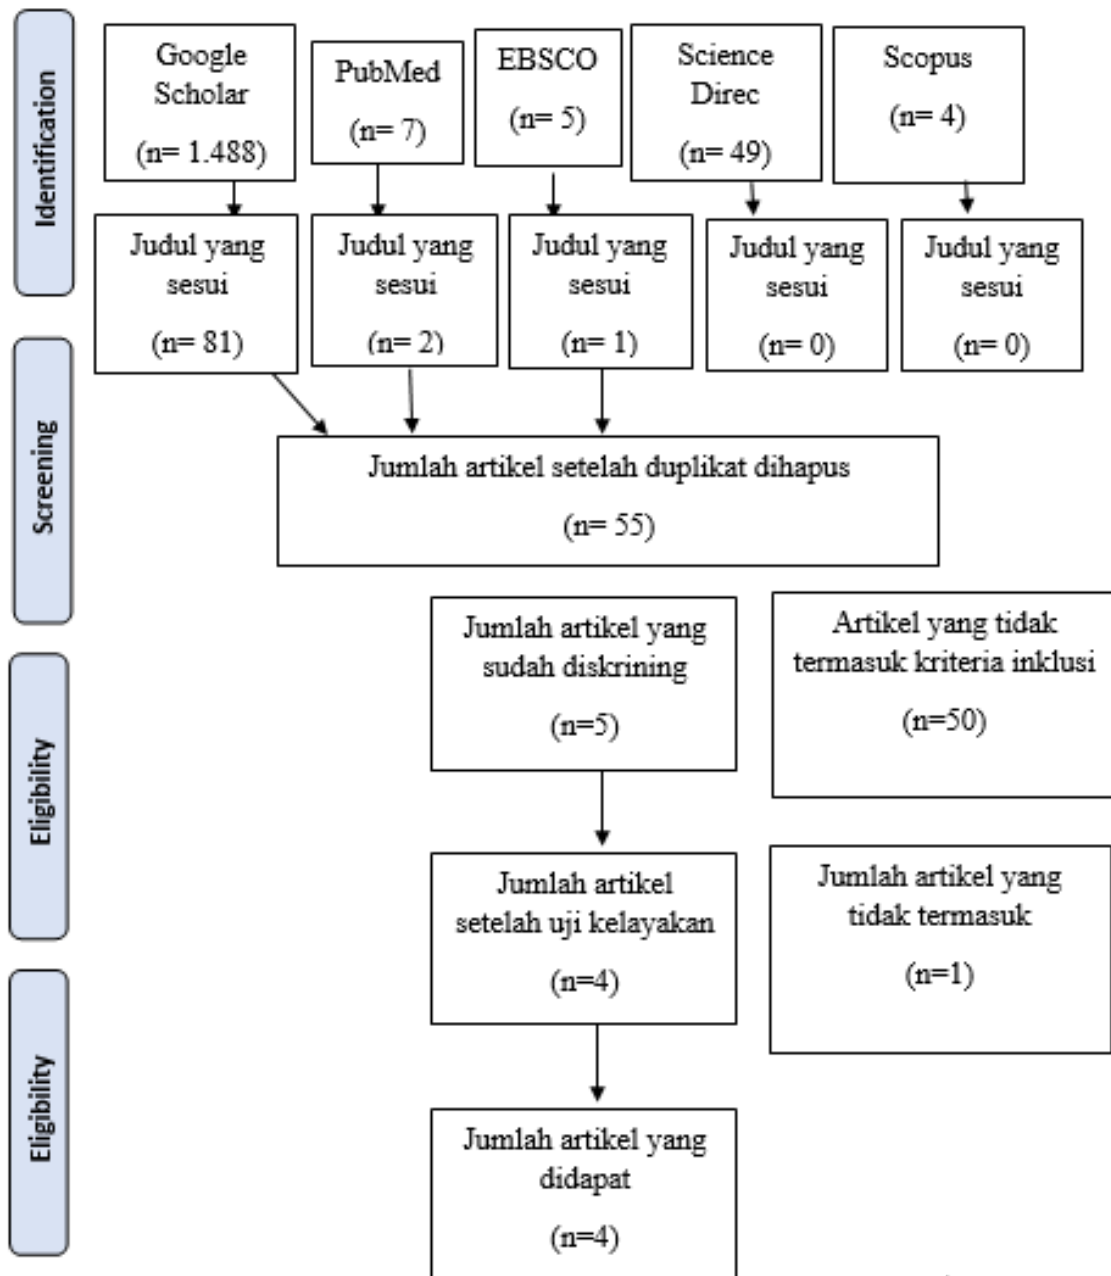 Identification
Google
Scholar
(n= 1.488)
PubMed
(n= 7)
EBSCO
(n= 5)
Science
Direc
(n= 49)
Scopus
(n= 4)
Judul yang
sesui
(n= 81)
Judul yang
sesui
(n= 2)
Judul yang
sesui
(n= 1)
Judul yang
sesui
(n= 0)
Judul yang
sesui
(n= 0)
Screening
Jumlah artikel setelah duplikat dihapus
(n= 55)
Eligibility
Jumlah artikel yang
sudah diskrining
(n=5)
Artikel yang tidak
termasuk kriteria inklusi
(n=50)
Jumlah artikel
setelah uji kelayakan
(n=4)
Jumlah artikel yang
tidak termasuk
(n=1)
Eligibility
Jumlah artikel yang
didapat
(n=4)